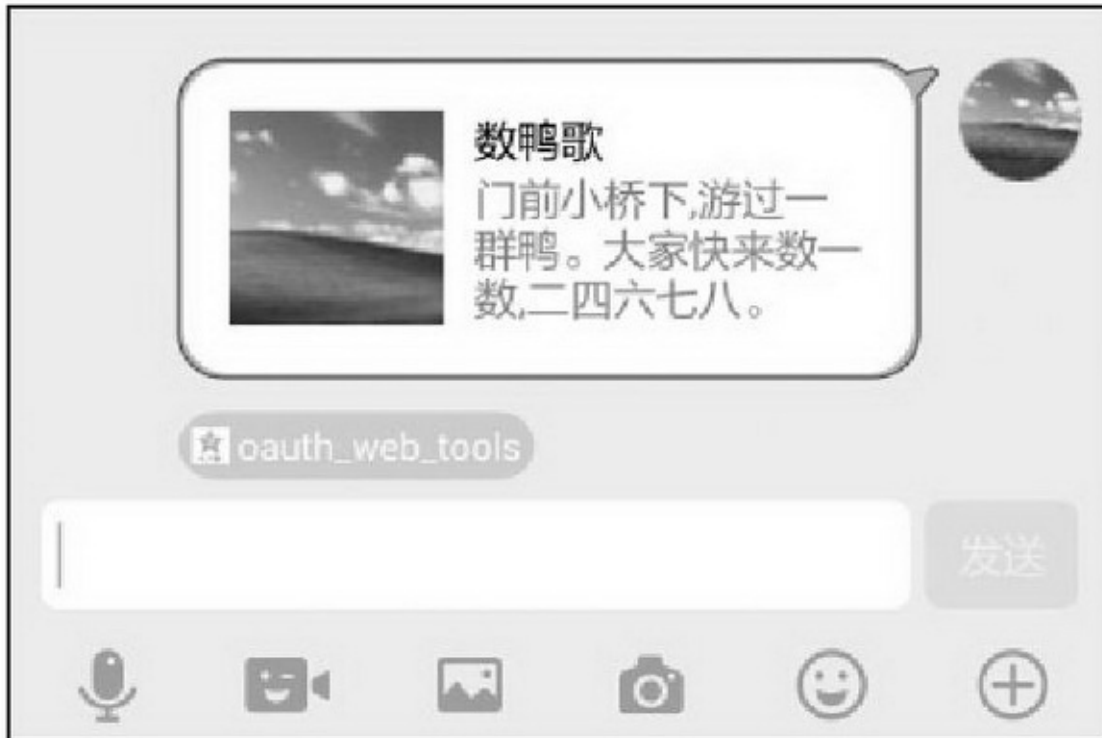 数鸭歌
门前小桥下,游过一
群鸭。大家快来数一
数,二四六七八。
oauth_web_tools
发送